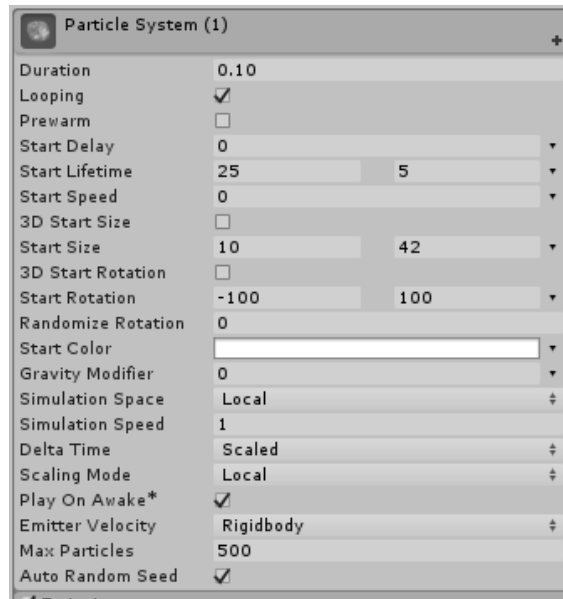 Particle System (1)
Duration 0.10
Looping
Prewarm
Start Delay 0
Start Lifetime 25 5
Start Speed 0
3D Start Size
Start Size 10 42
3D Start Rotation
Start Rotation -100 100
Randomize Rotation 0
Start Color
Gravity Modifier 0
Simulation Space Local
Simulation Speed 1
Delta Time Scaled
Scaling Mode Local
Play On Awake*
Emitter Velocity Rigidbody
Max Particles 500
Auto Random Seed